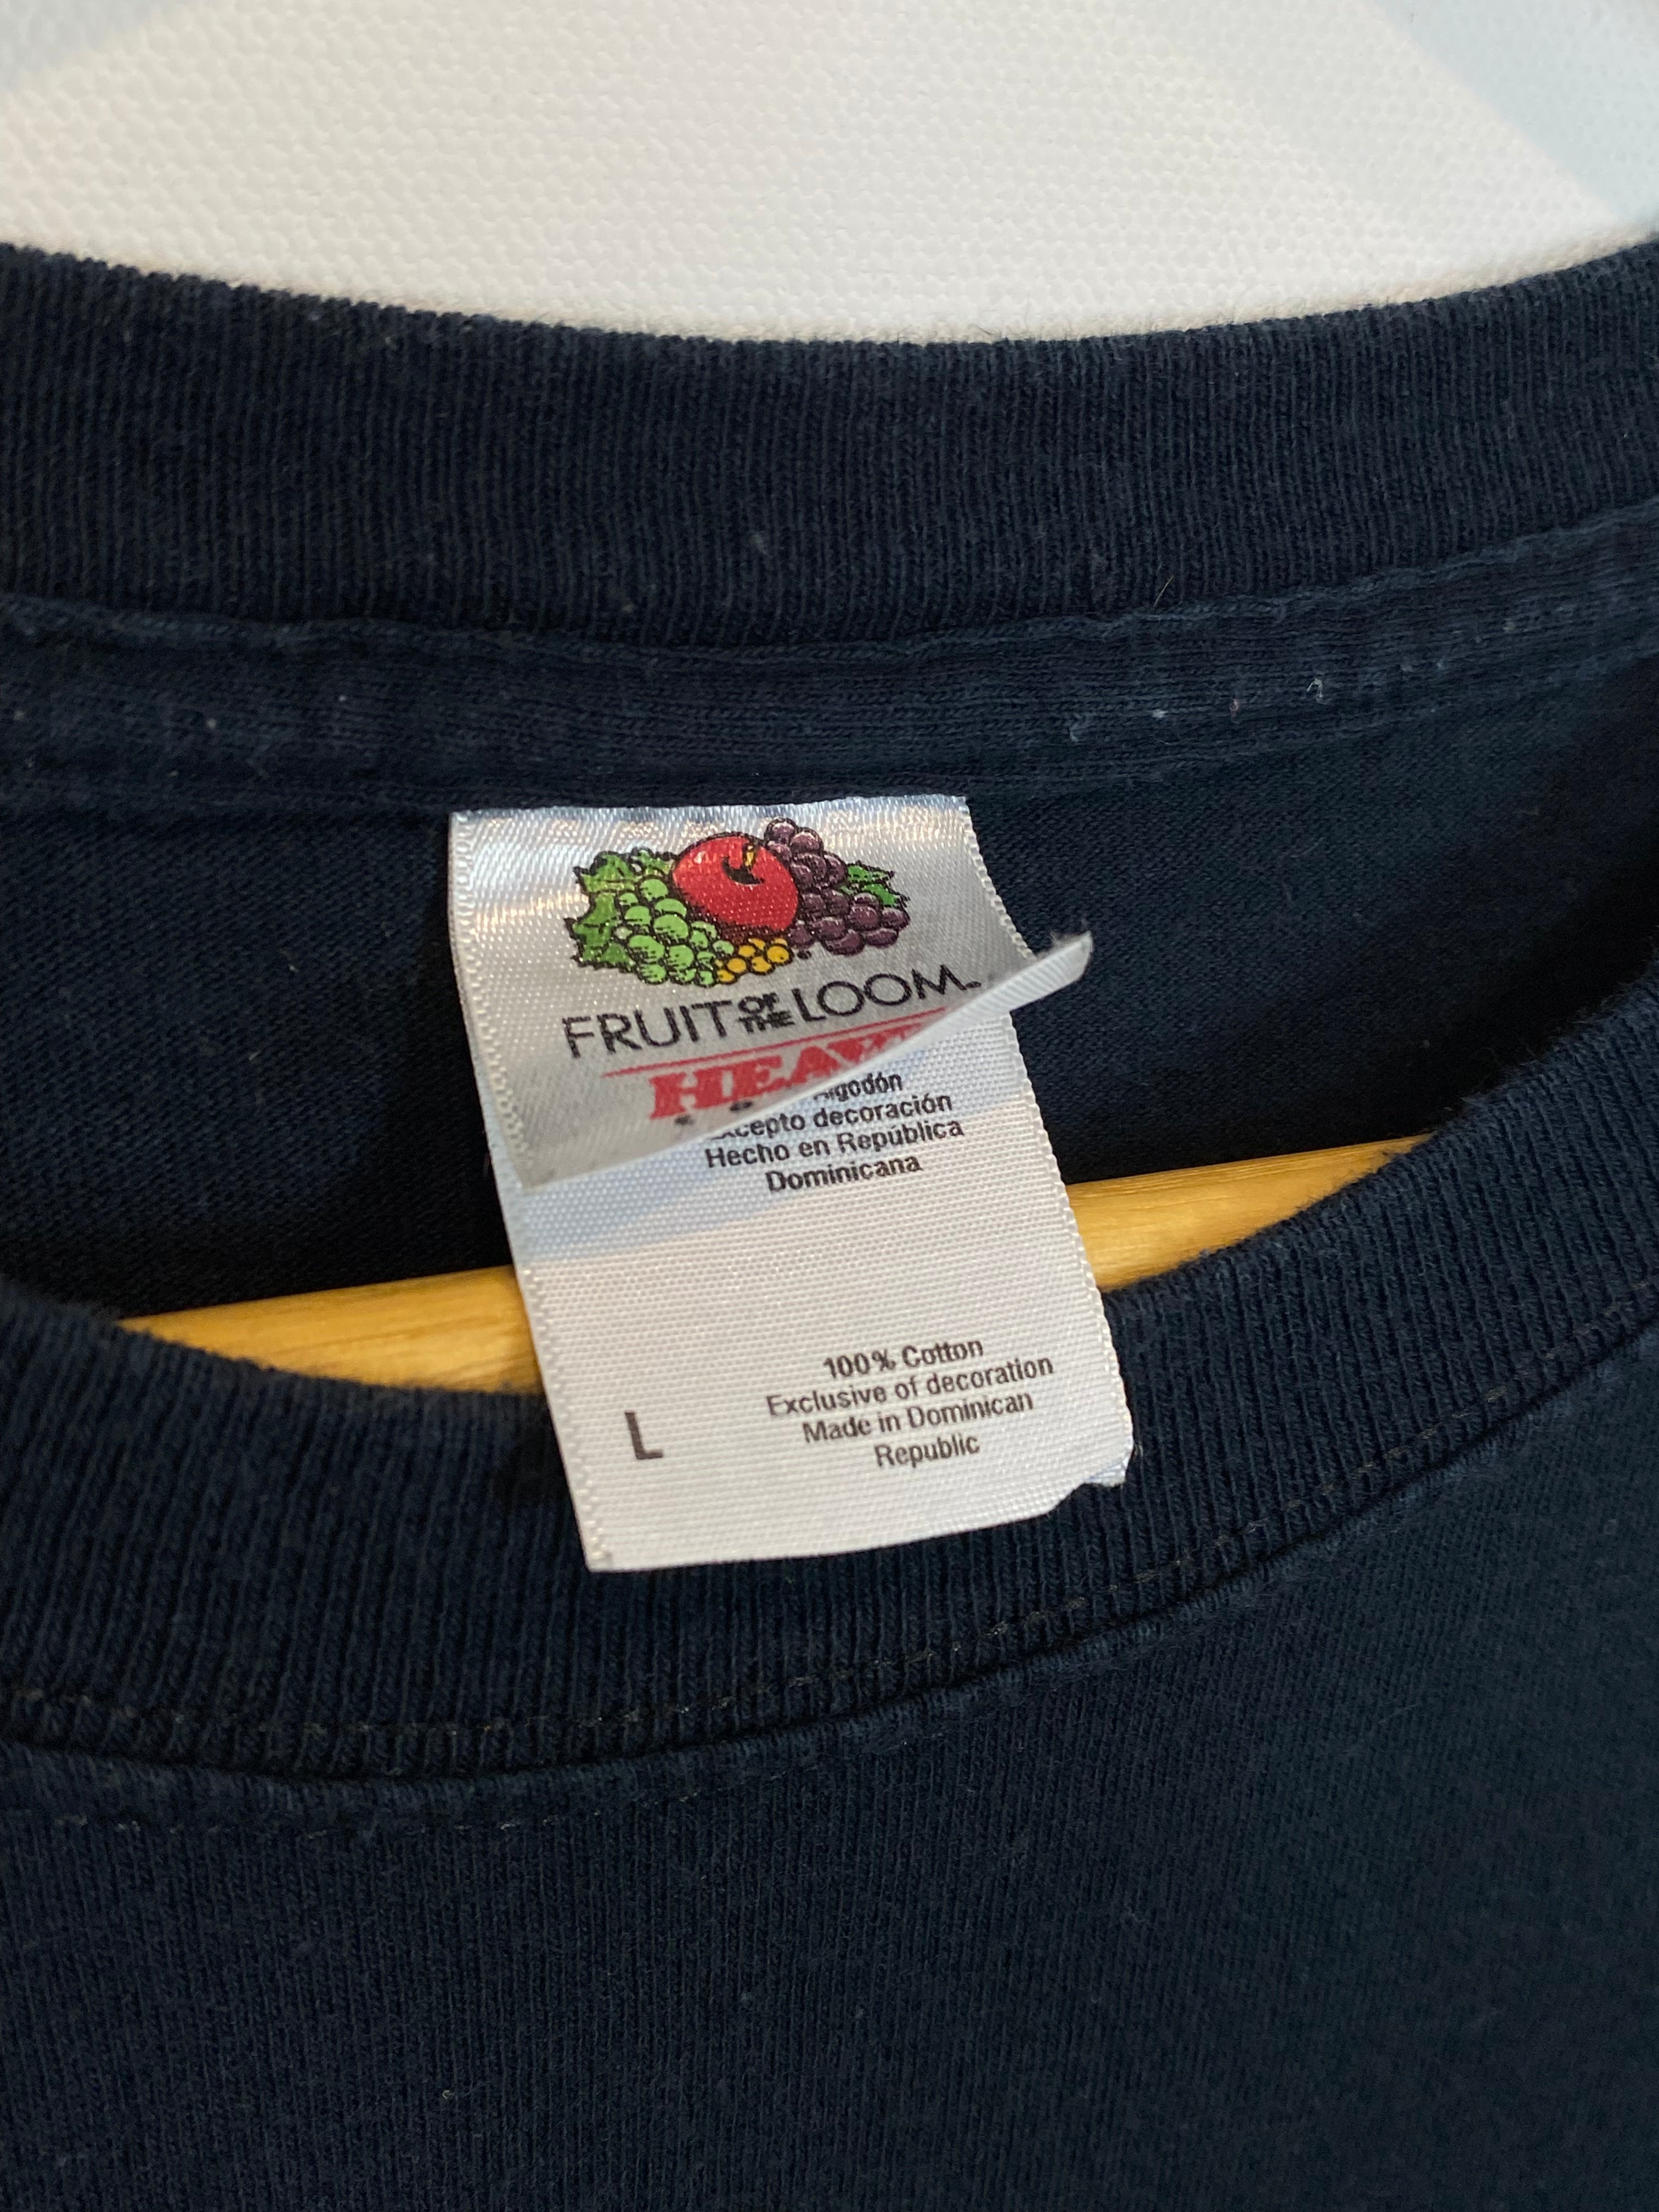 FRUIT OF THE LOOM
Excepto decoración
Hecho en República
Dominicana
100% Cotton
Exclusive of decoration
L
Made in Dominican
Republic